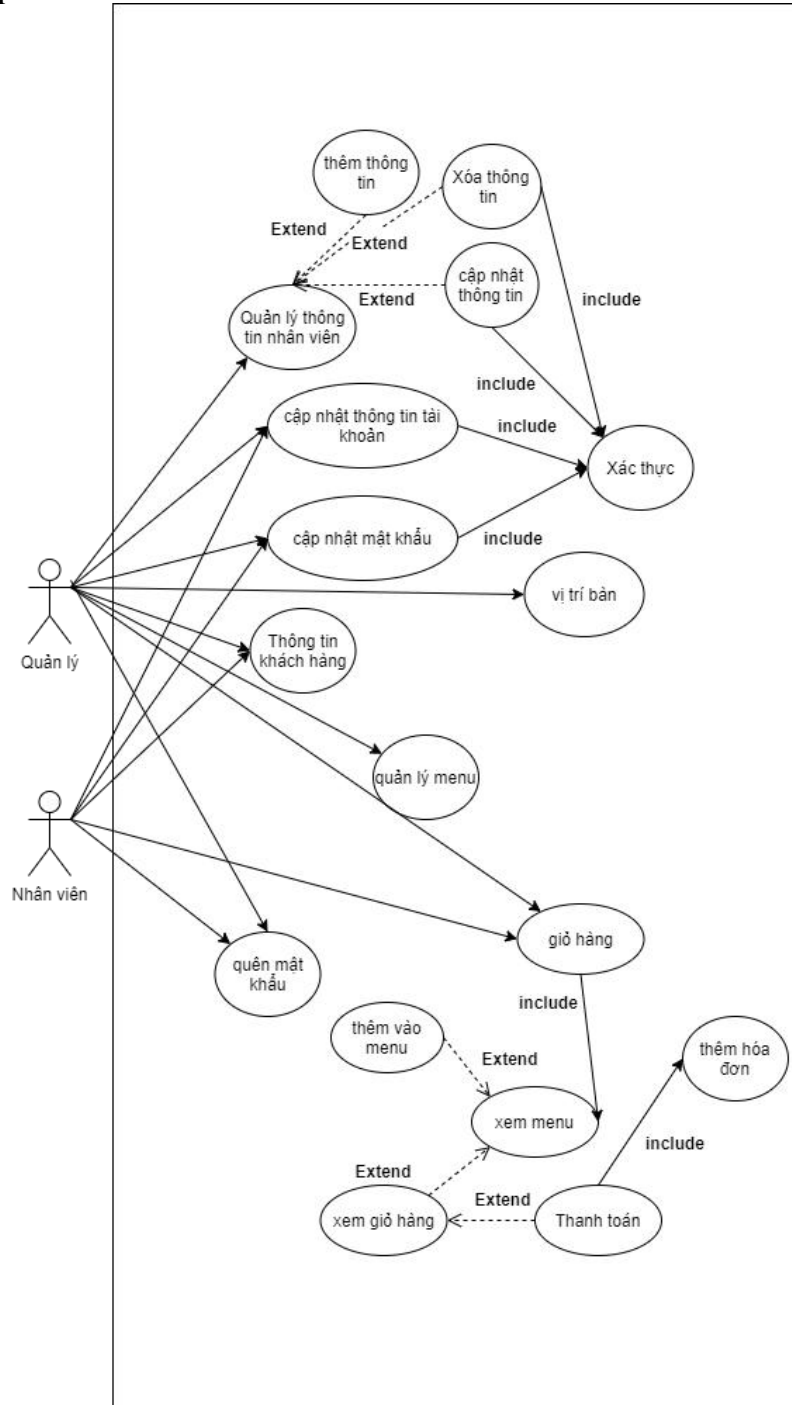 thêm thông
tin
Xóa thông
tin
Extend
Extend
cập nhật
thông tin
Extend
include
Quản lý thông
tin nhân viên
include
cập nhật thông tin tài
khoản
include
Xác thực
cập nhật mật khẩu
include
vị trí bàn
Quản lý
Thông tin
khách hàng
quản lý menu
Nhân viên
giỏ hàng
quên mật
khẩu
include
thêm vào
menu
Extend
thêm hóa
đơn
xem menu
include
Extend
xem giỏ hàng
Extend
Thanh toán